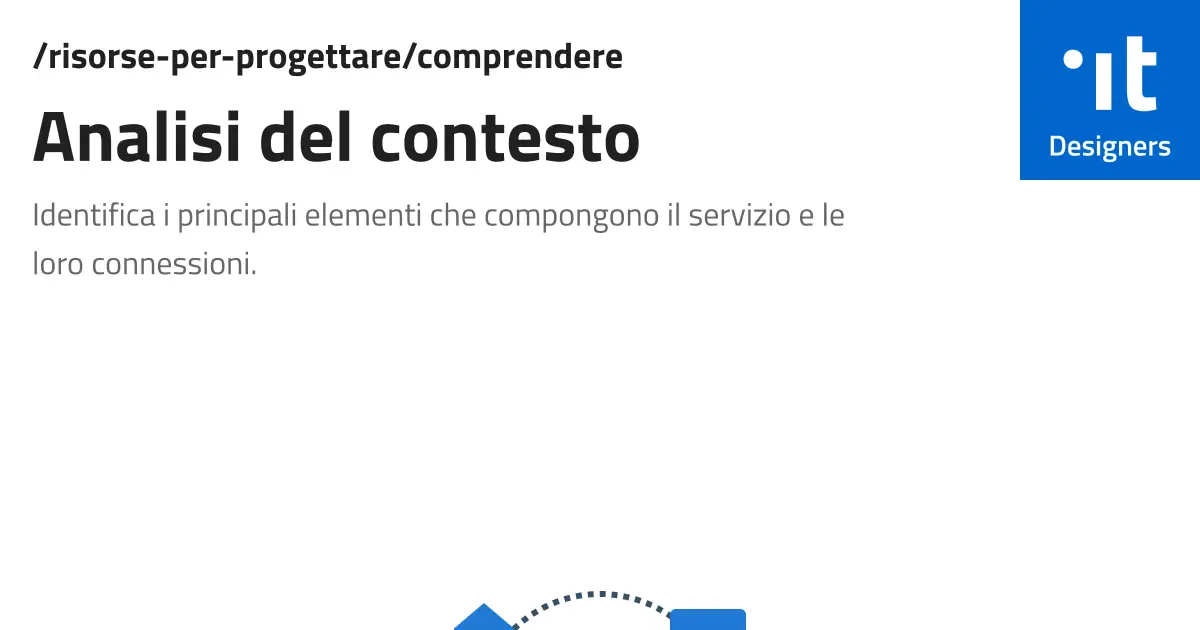 /risorse-per-progettare/comprendere
Analisi del contesto
Identifica i principali elementi che compongono il servizio e le
loro connessioni.
it
Designers